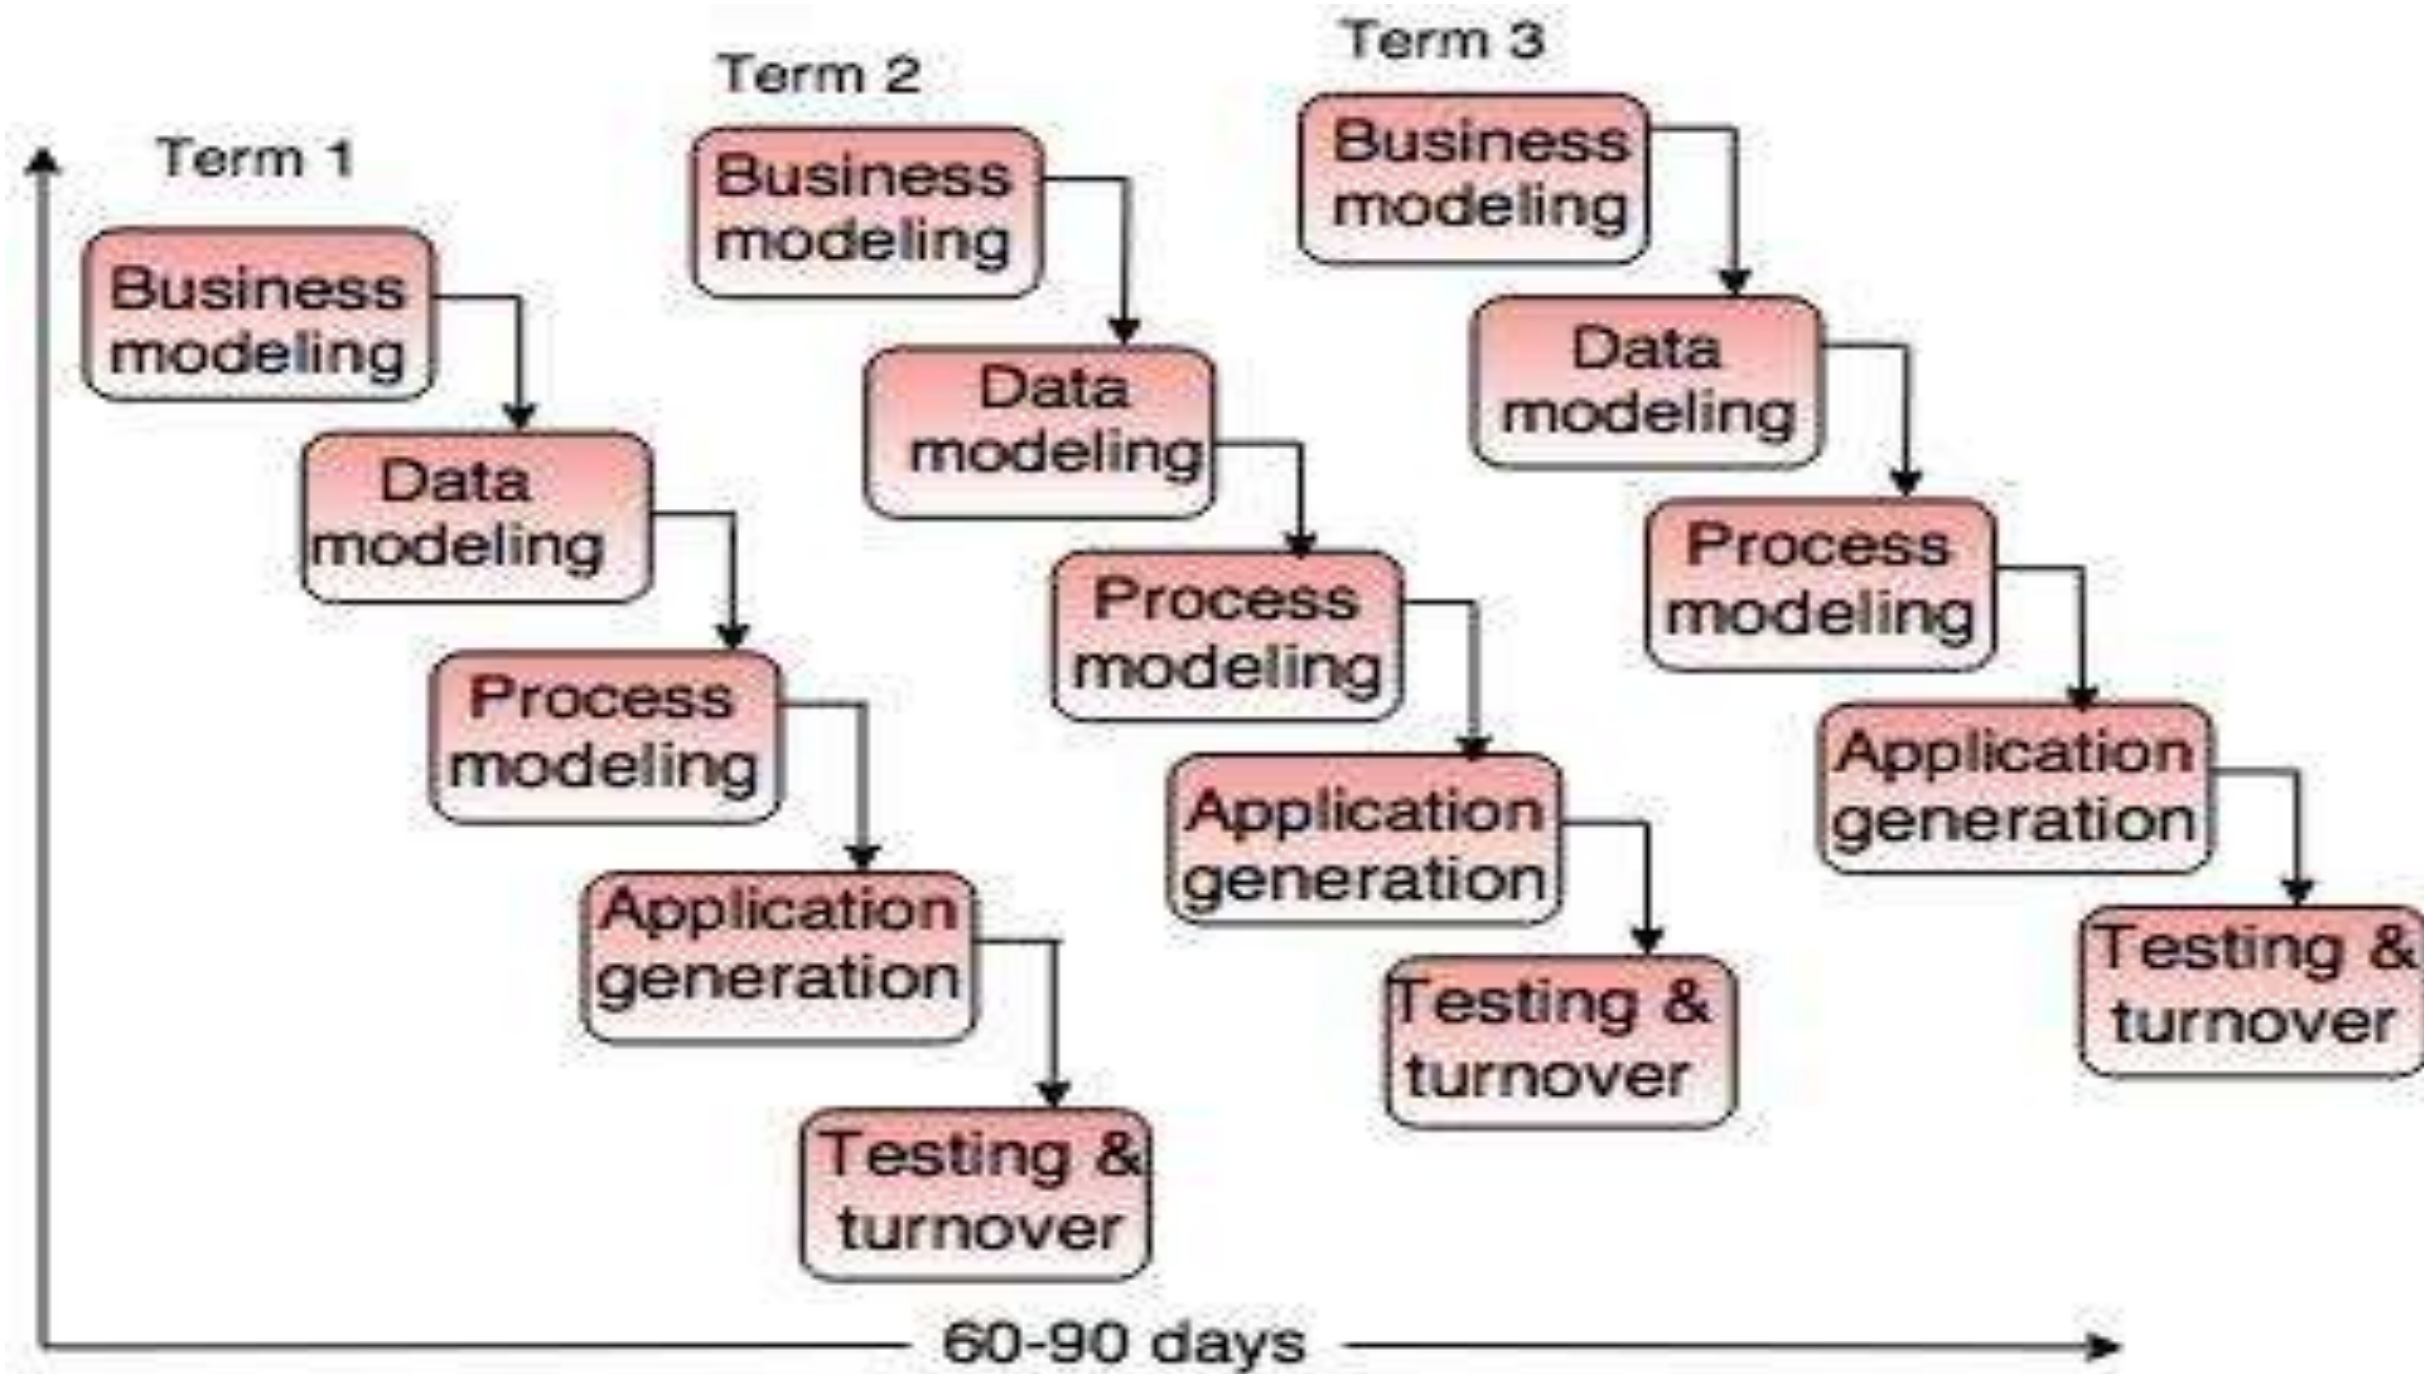 Term 1
Business
modeling
Data
modeling
Process
modeling
Application
generation
Testing &
turnover
Term 2
Business
modeling
Data
modeling
Process
modeling
Application
generation
Testing &
turnover
Term 3
Business
modeling
Data
modeling
Process
modeling
Application
generation
Testing &
turnover
60-90 days